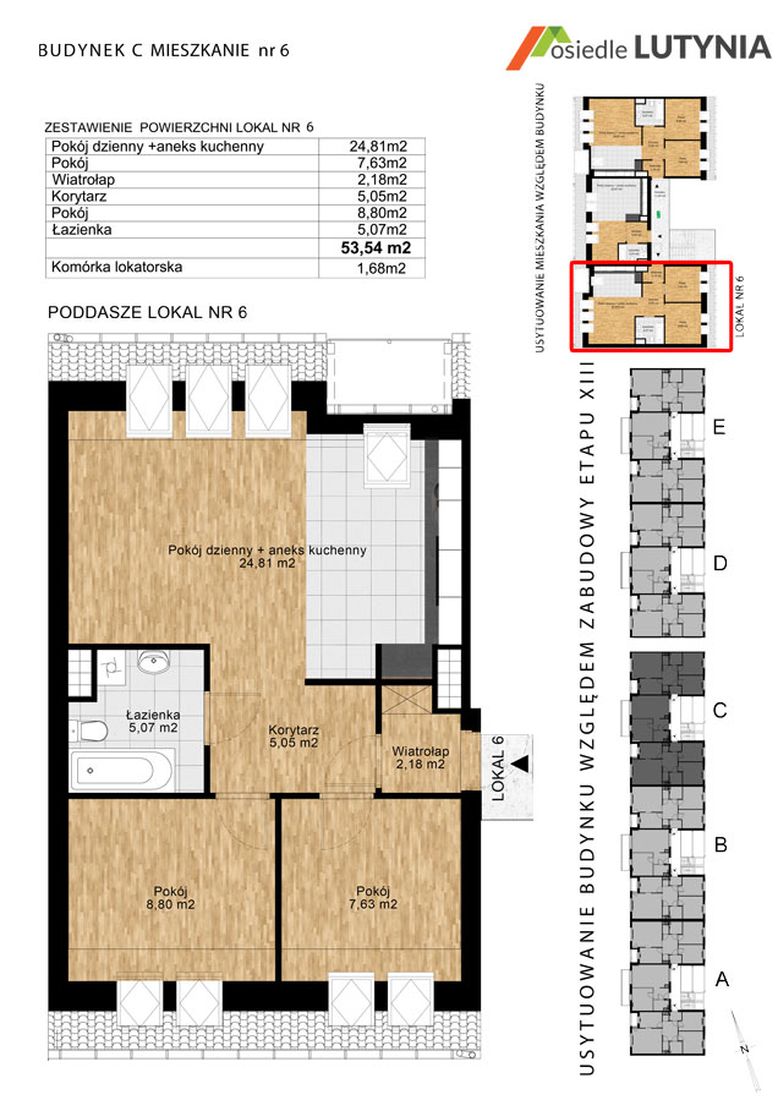 BUDYNEK C MIESZKANIE nr 6
osiedle LUTYNIA
ZESTAWIENIE POWIERZCHNI LOKAL NR 6
Pokój dzienny +aneks kuchenny 24,81m2
Pokój 7,63m2
Wiatrołap 2,18m2
Korytarz 5,05m2
Pokój 8,80m2
Łazienka 5,07m2
53,54 m2
Komórka lokatorska 1,68m2
PODDASZE LOKAL NR 6
USYTUOWANIE MIESZKANIA WZGLĘDEM BUDYNKU
LOKAL NR 6
Pokój dzienny + aneks kuchenny
24,81 m2
Łazienka
5,07 m2
Korytarz
5,05 m2
Wiatrołap
2,18 m2
LOKAL 6
Pokój
8,80 m2
Pokój
7,63 m2
USYTUOWANIE BUDYNKU WZGLĘDEM ZABUDOWY ETAPU XIII
E
D
C
B
A
N